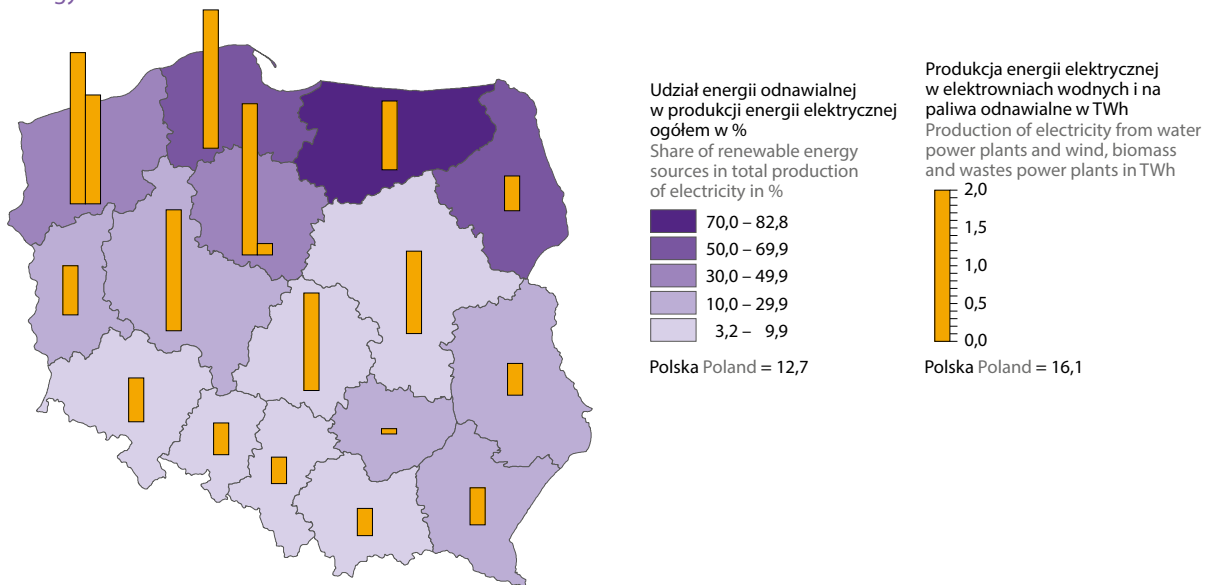 Udział energii odnawialnej
w produkcji energii elektrycznej
ogółem w %
Share of renewable energy
sources in total production
of electricity in %
70,0 – 82,8
50,0 – 69,9
30,0 – 49,9
10,0 – 29,9
3,2 – 9,9
Polska Poland = 12,7
Produkcja energii elektrycznej
w elektrowniach wodnych i na
paliwa odnawialne w TWh
Production of electricity from water
power plants and wind, biomass
and wastes power plants in TWh
2,0
1,5
1,0
0,5
0,0
Polska Poland = 16,1